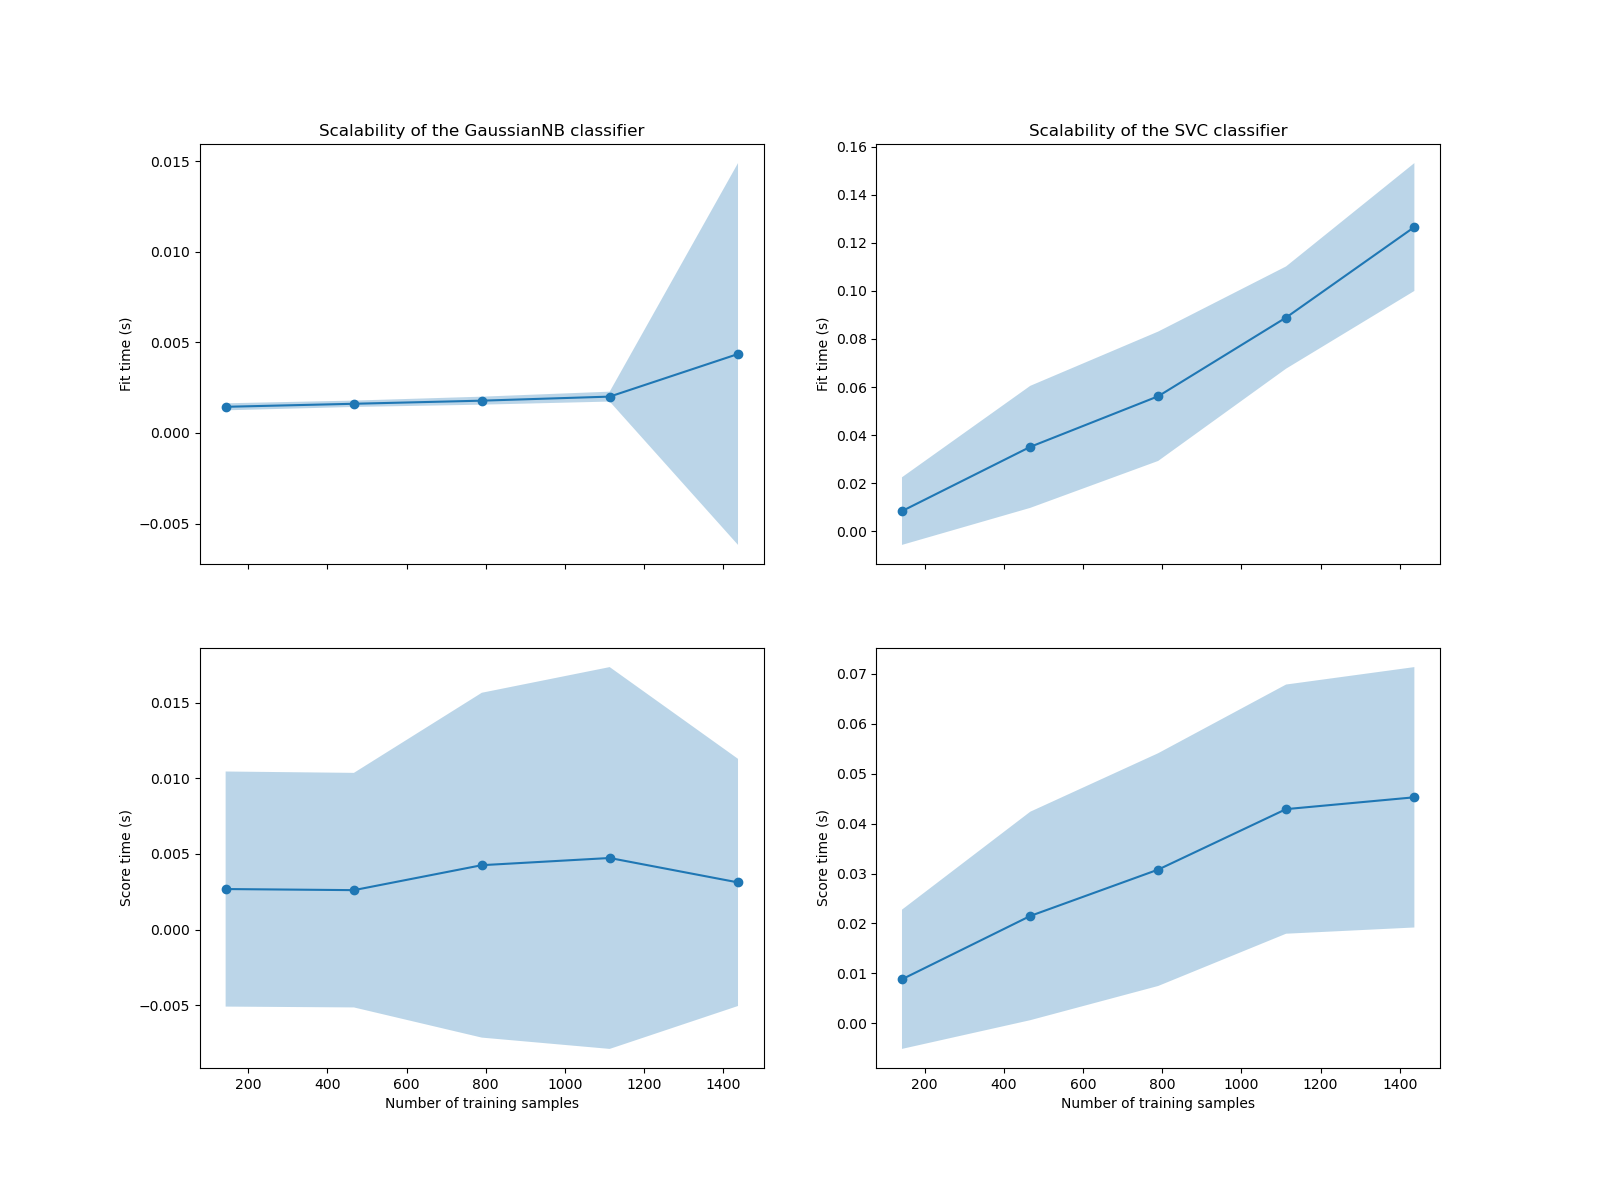 Scalability of the GaussianNB classifier
0.015
0.010
0.005
0.000
−0.005
Fit time (s)
Scalability of the SVC classifier
0.16
0.14
0.12
0.10
0.08
0.06
0.04
0.02
0.00
Fit time (s)
0.015
0.010
0.005
0.000
−0.005
Score time (s)
200 400 600 800 1000 1200 1400
Number of training samples
0.07
0.06
0.05
0.04
0.03
0.02
0.01
0.00
Score time (s)
200 400 600 800 1000 1200 1400
Number of training samples